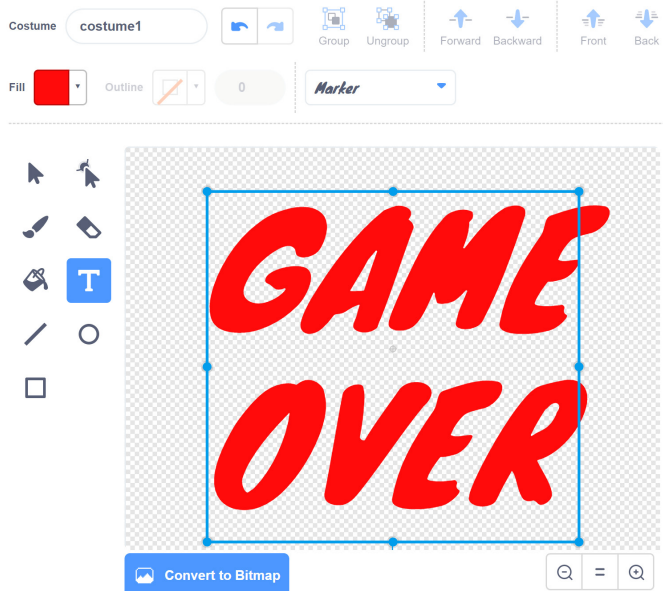 Costume costume1 Group Ungroup Forward Backward Front Back
Fill Outline 0 Marker
T
GAME
OVER
Convert to Bitmap